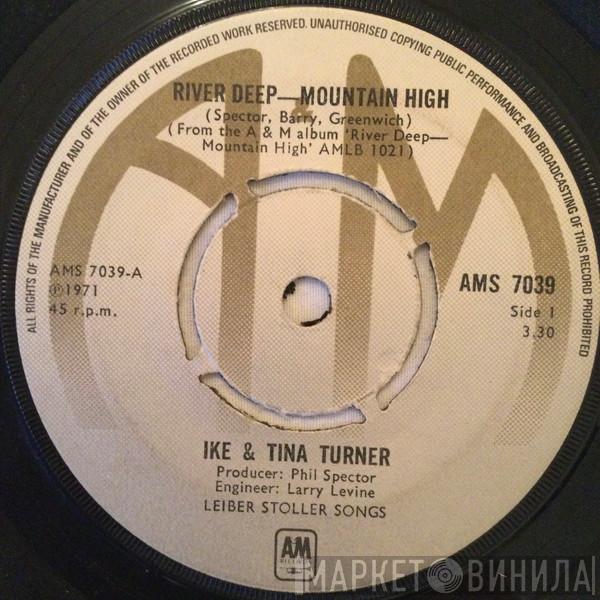 ALL RIGHTS OF THE MANUFACTURER AND OF THE OWNER OF THE RECORDED WORK RESERVED. UNAUTHORISED COPYING PUBLIC PERFORMANCE AND BROADCASTING OF THIS RECORD PROHIBITED
RIVER DEEP—MOUNTAIN HIGH
(Spector, Barry, Greenwich)
(From the A & M album 'River Deep—
Mountain High' AMLB 1021)
A&M
AMS 7039-A
℗1971
45 r.p.m.
AMS 7039
Side 1
3.30
IKE & TINA TURNER
Producer: Phil Spector
Engineer: Larry Levine
LEIBER STOLLER SONGS
AM
RECORDS
МАРКЕТ ВИНИЛА